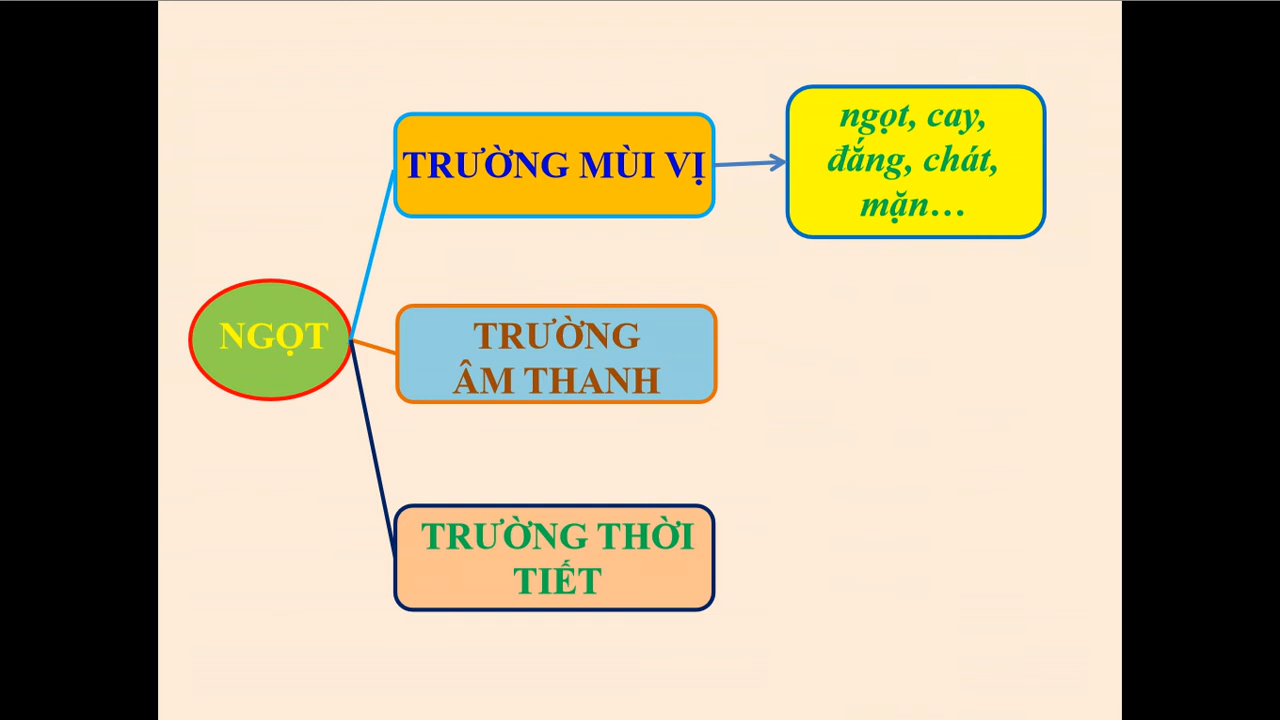 NGỌT
TRƯỜNG MÙI VỊ
ngọt, cay,
đắng, chát,
mặn...
TRƯỜNG
ÂM THANH
TRƯỜNG THỜI
TIẾT